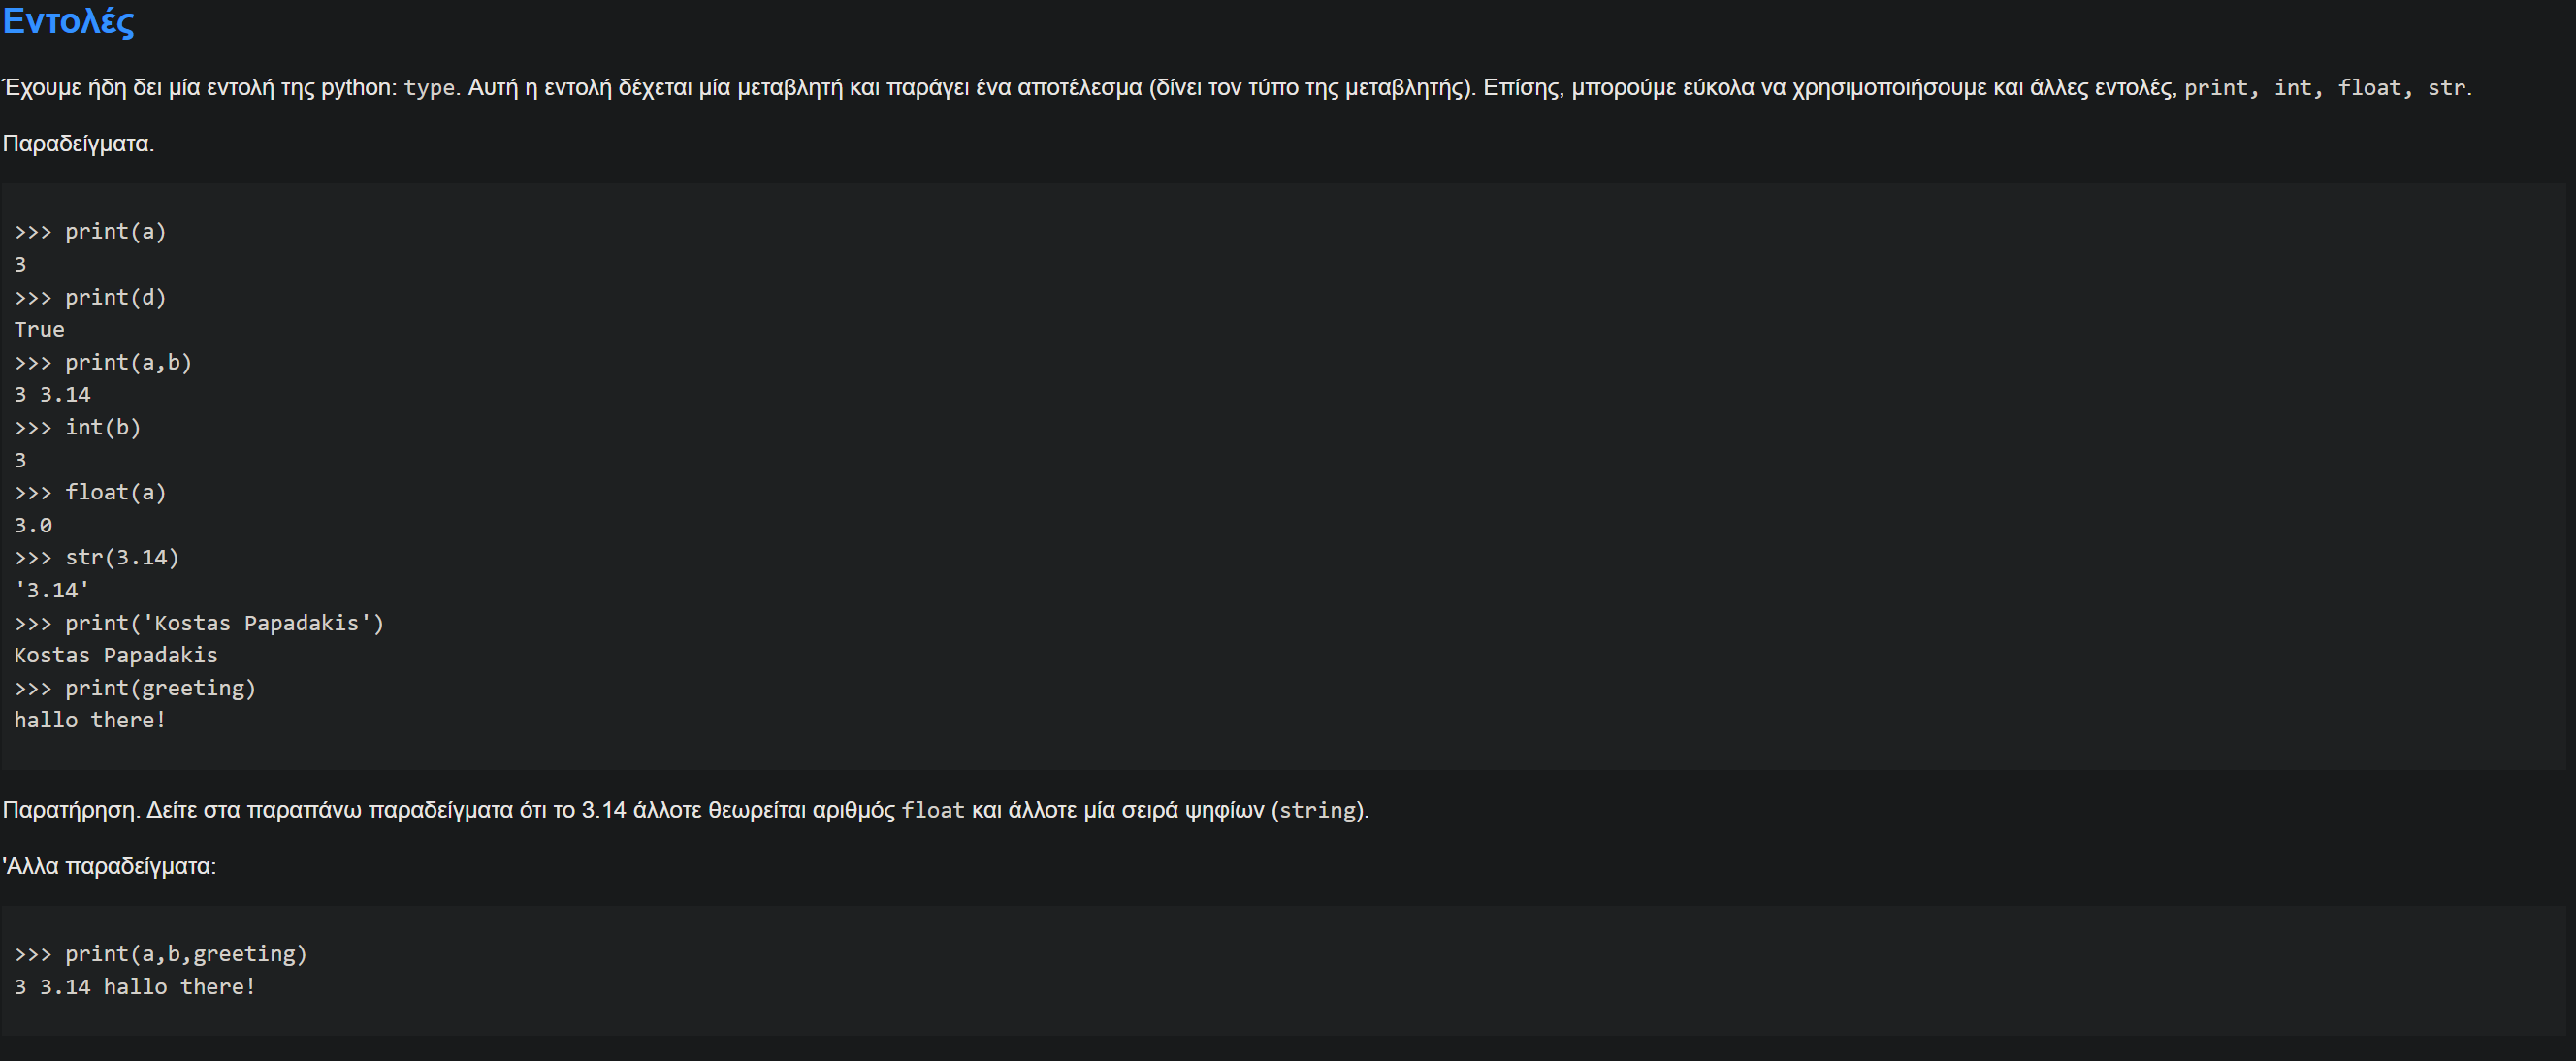 Εντολές
Έχουμε ήδη δει μία εντολή της python: type. Αυτή η εντολή δέχεται μία μεταβλητή και παράγει ένα αποτέλεσμα (δίνει τον τύπο της μεταβλητής). Επίσης, μπορούμε εύκολα να χρησιμοποιήσουμε και άλλες εντολές, print, int, float, str.
Παραδείγματα.
>>> print(a)
3
>>> print(d)
True
>>> print(a,b)
3 3.14
>>> int(b)
3
>>> float(a)
3.0
>>> str(3.14)
'3.14'
>>> print('Kostas Papadakis')
Kostas Papadakis
>>> print(greeting)
hallo there!
Παρατήρηση. Δείτε στα παραπάνω παραδείγματα ότι το 3.14 άλλοτε θεωρείται αριθμός float και άλλοτε μία σειρά ψηφίων (string).
'Αλλα παραδείγματα:
>>> print(a,b,greeting)
3 3.14 hallo there!